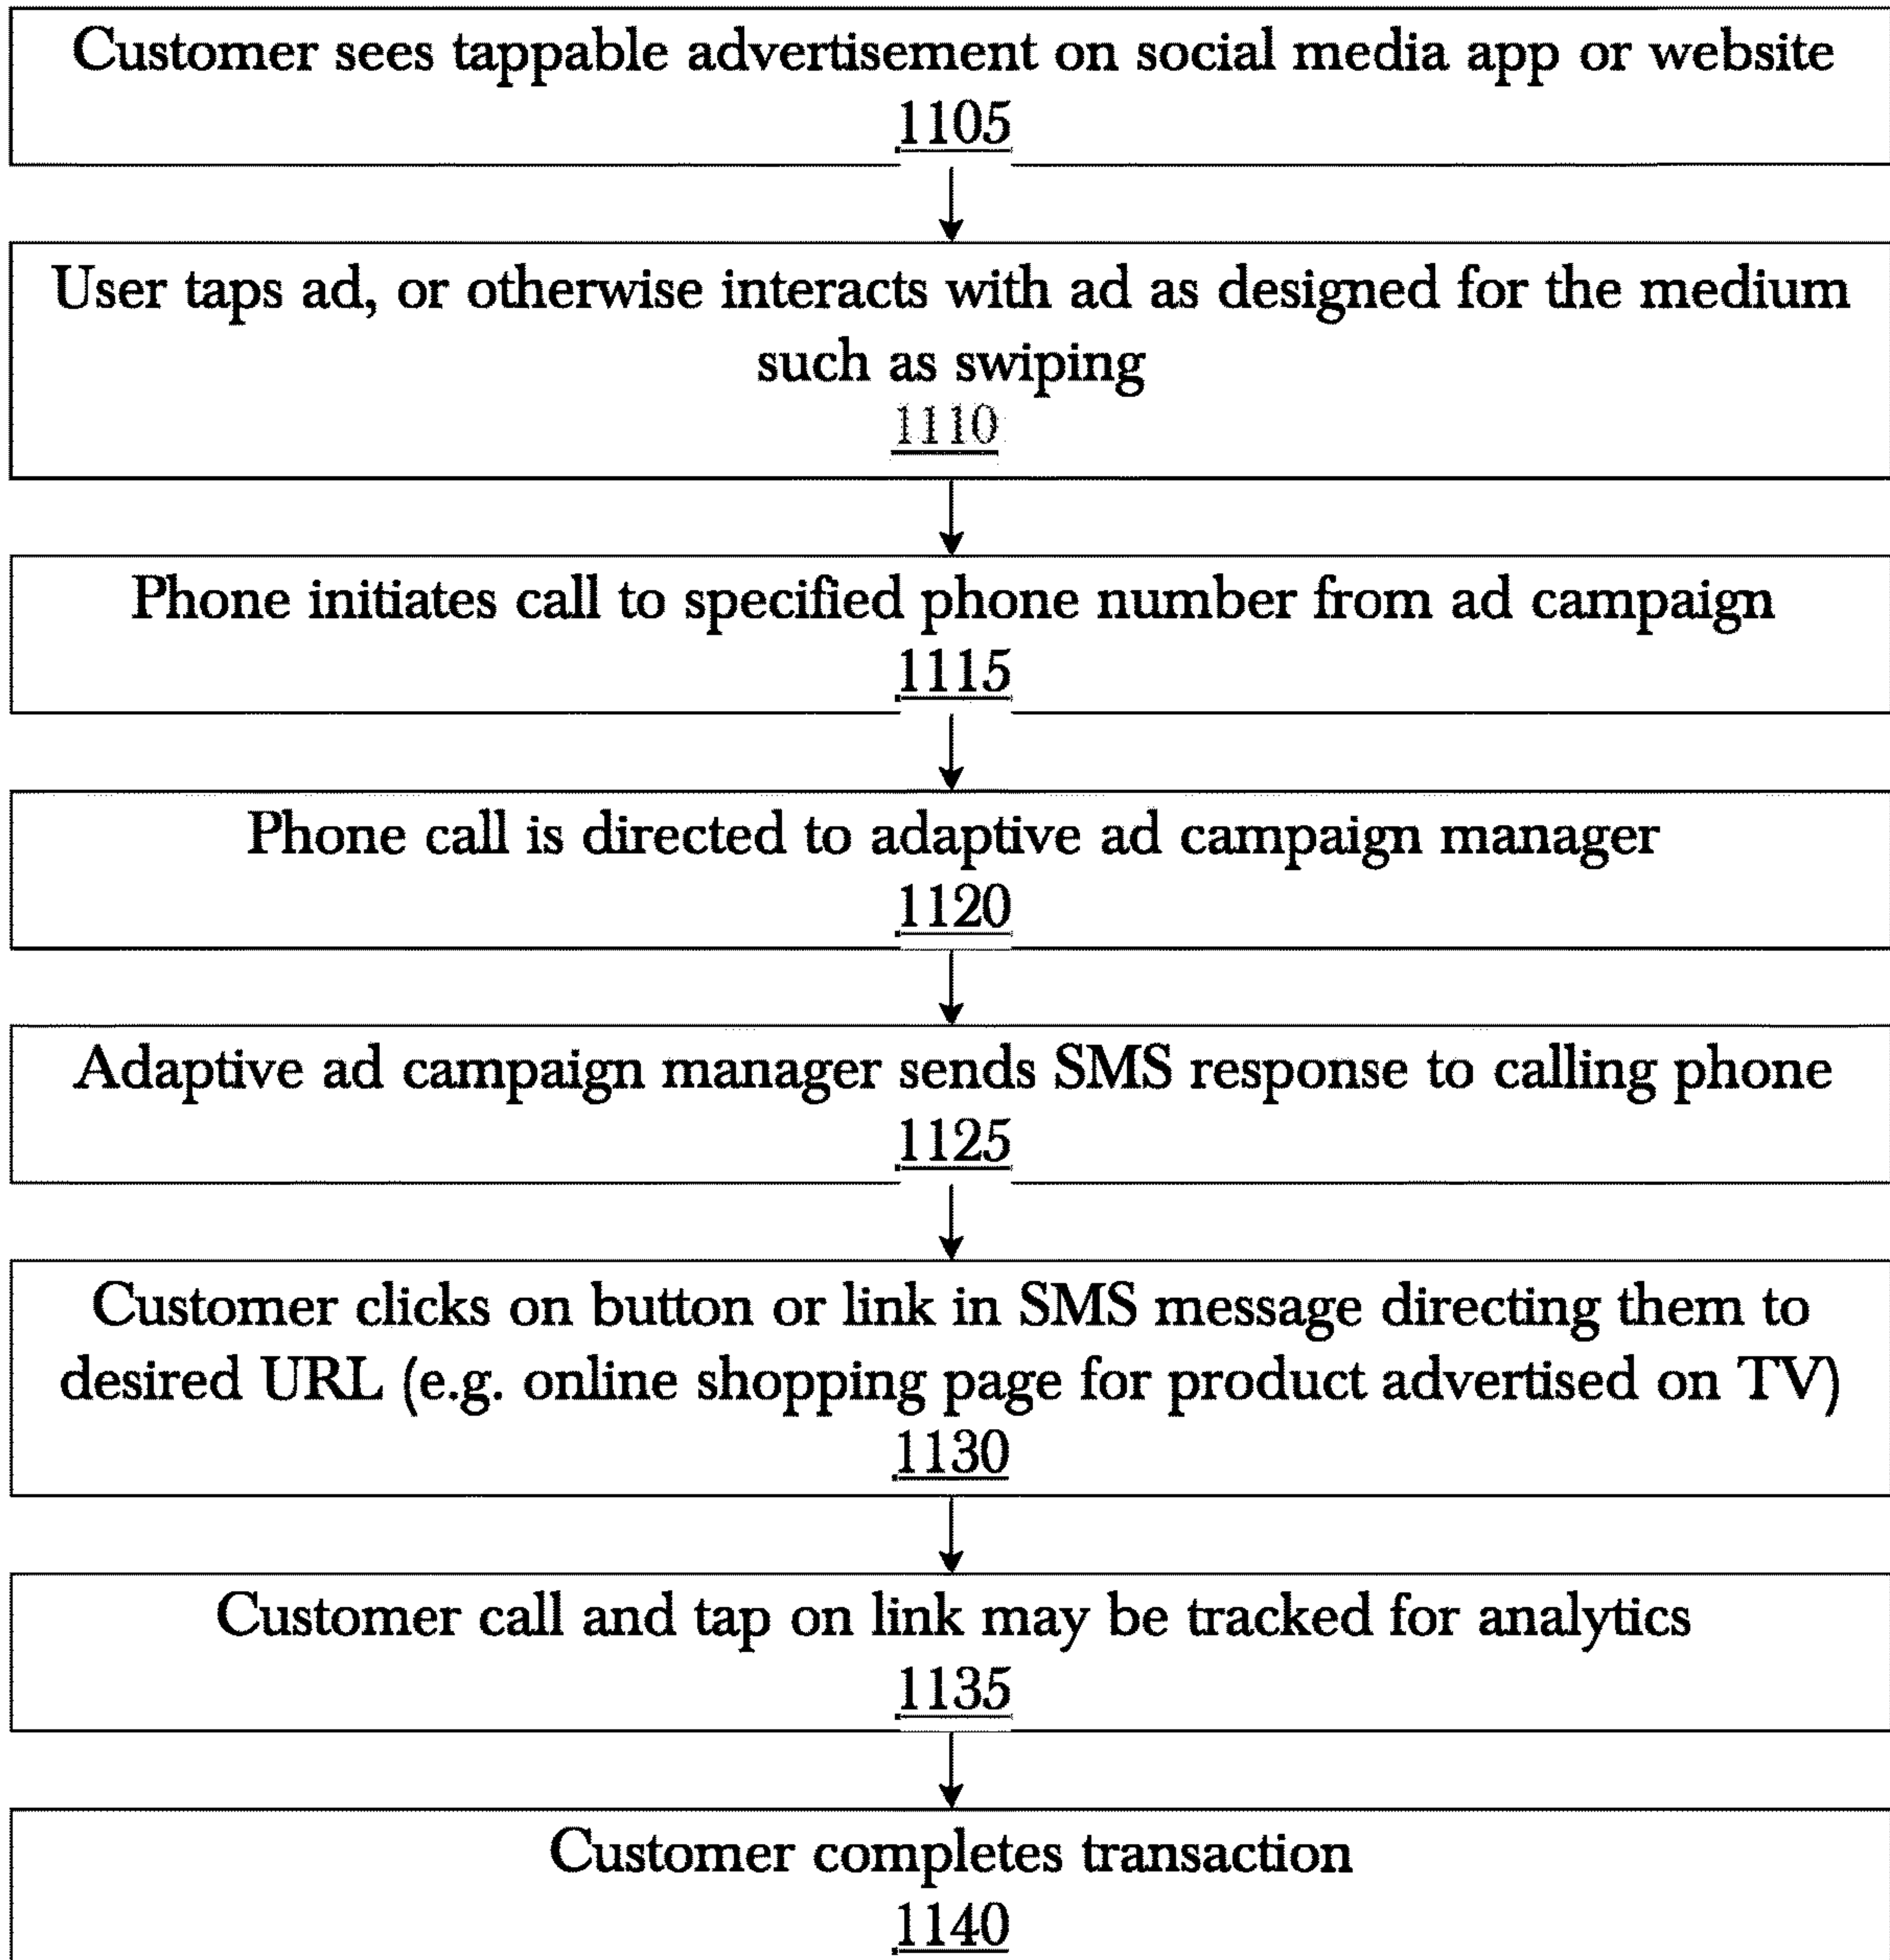 Customer sees tappable advertisement on social media app or website
1105
User taps ad, or otherwise interacts with ad as designed for the medium
such as swiping
1110
Phone initiates call to specified phone number from ad campaign
1115
Phone call is directed to adaptive ad campaign manager
1120
Adaptive ad campaign manager sends SMS response to calling phone
1125
Customer clicks on button or link in SMS message directing them to
desired URL (e.g. online shopping page for product advertised on TV)
1130
Customer call and tap on link may be tracked for analytics
1135
Customer completes transaction
1140